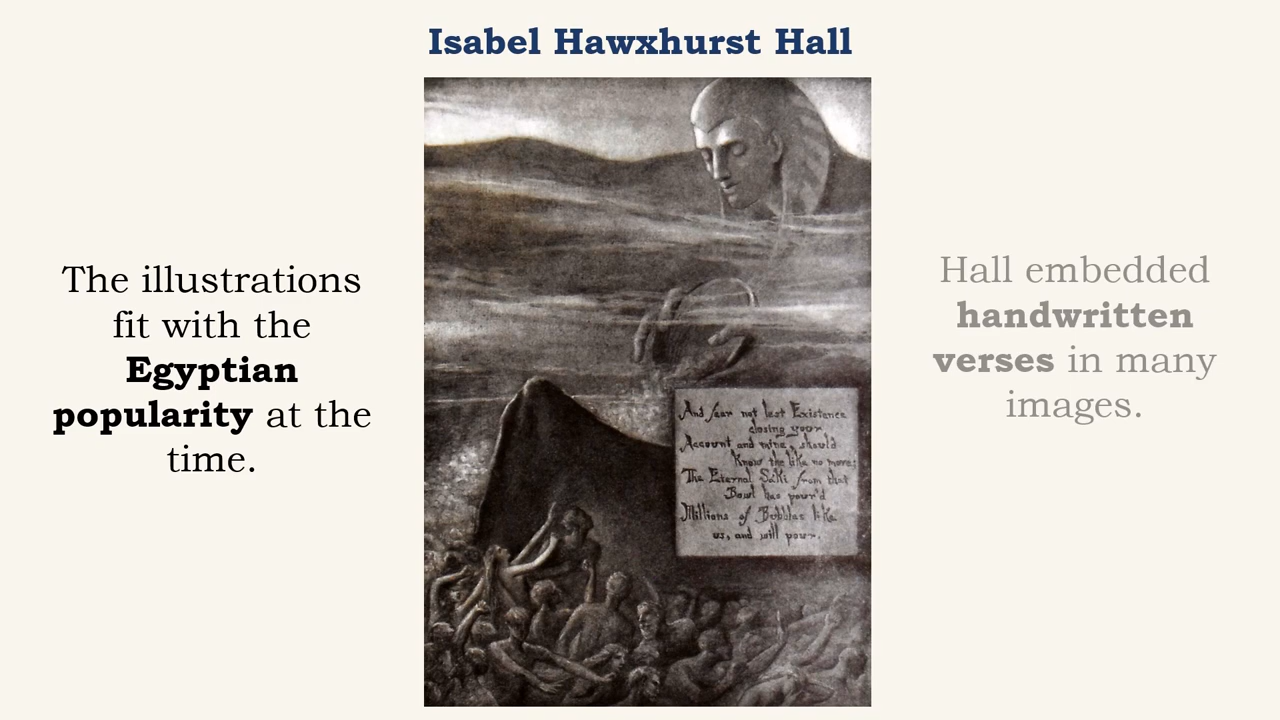 Isabel Hawxhurst Hall
The illustrations
fit with the
Egyptian
popularity at the
time.
And fear not lest Existence
closing your
Account and mine, should
Know the like no more;
The Eternal Saki from that
Bowl has pour'd
Millions of Bubbles like
us, and will pour.
Hall embedded
handwritten
verses in many
images.